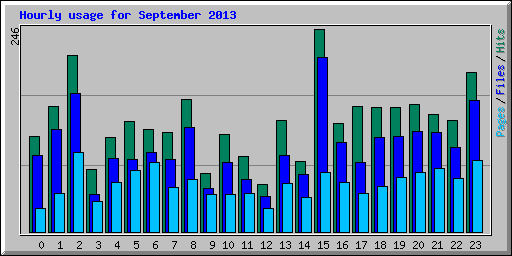 Hourly usage for September 2013
246
Pages/Files/Hits
0 1 2 3 4 5 6 7 8 9 10 11 12 13 14 15 16 17 18 19 20 21 22 23